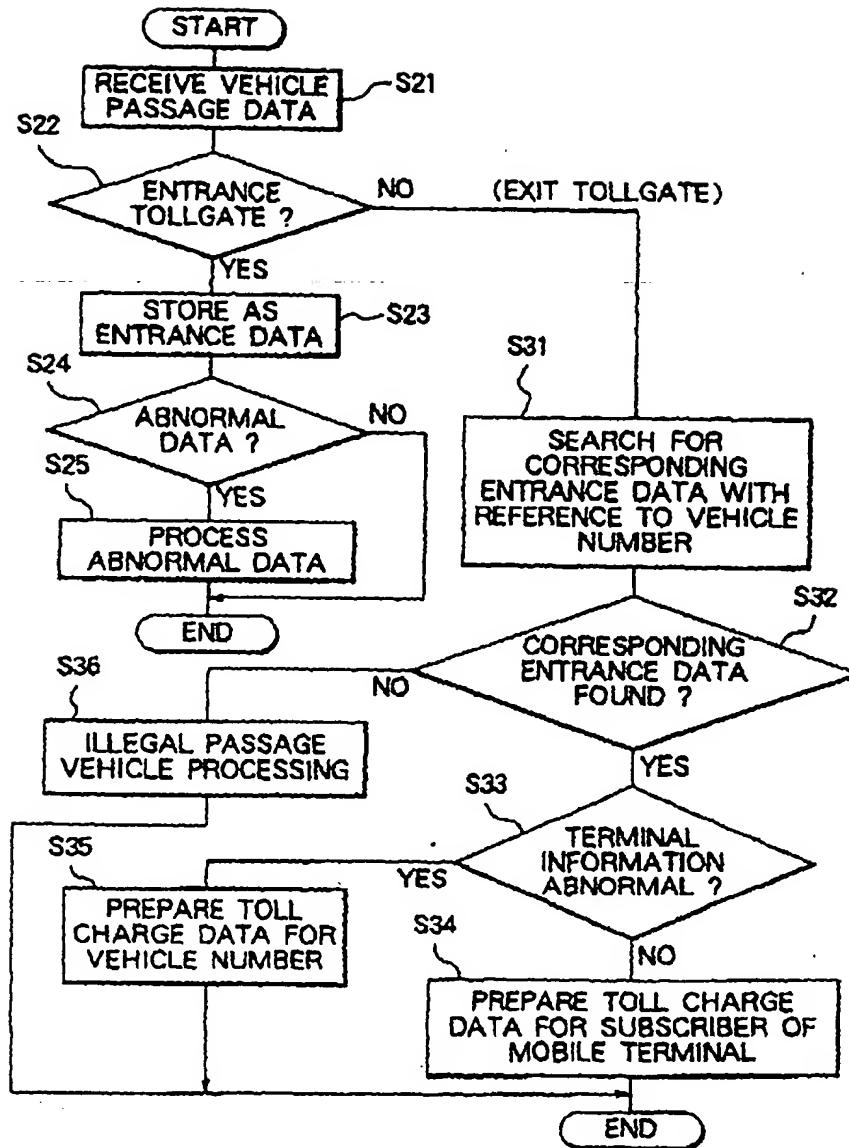 START
RECEIVE VEHICLE
PASSAGE DATA
S21
S22
ENTRANCE
TOLLGATE ?
NO
(EXIT TOLLGATE)
YES
STORE AS
ENTRANCE DATA
S23
S24
ABNORMAL
DATA ?
NO
YES
S25
PROCESS
ABNORMAL DATA
END
S31
SEARCH FOR
CORRESPONDING
ENTRANCE DATA WITH
REFERENCE TO VEHICLE
NUMBER
S32
CORRESPONDING
ENTRANCE DATA
FOUND ?
NO
YES
S36
ILLEGAL PASSAGE
VEHICLE PROCESSING
S33
TERMINAL
INFORMATION
ABNORMAL ?
YES
NO
S35
PREPARE TOLL
CHARGE DATA FOR
VEHICLE NUMBER
S34
PREPARE TOLL CHARGE
DATA FOR SUBSCRIBER OF
MOBILE TERMINAL
END